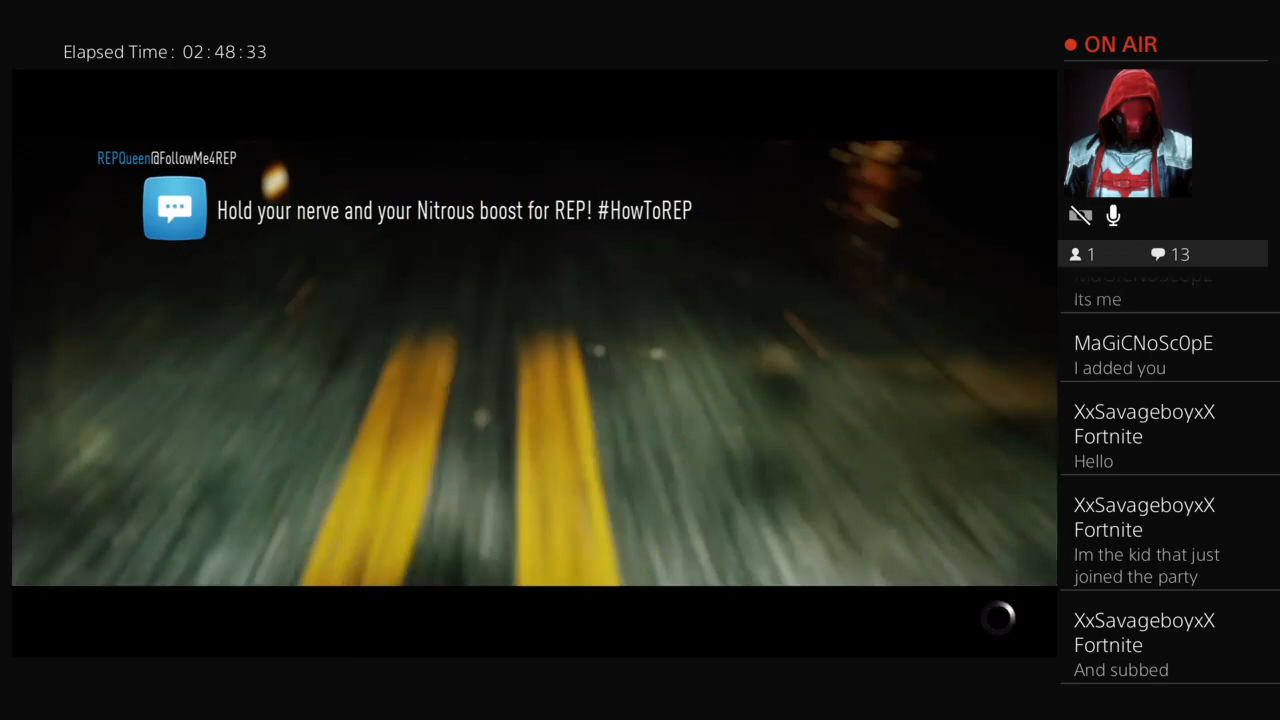 Elapsed Time: 02:48:33
ON AIR
REPQueen@FollowMe4REP
Hold your nerve and your Nitrous boost for REP! #HowToREP
1
13
Its me
MaGiCNoSc0pE
I added you
XxSavageboyxX
Fortnite
Hello
XxSavageboyxX
Fortnite
Im the kid that just
joined the party
XxSavageboyxX
Fortnite
And subbed